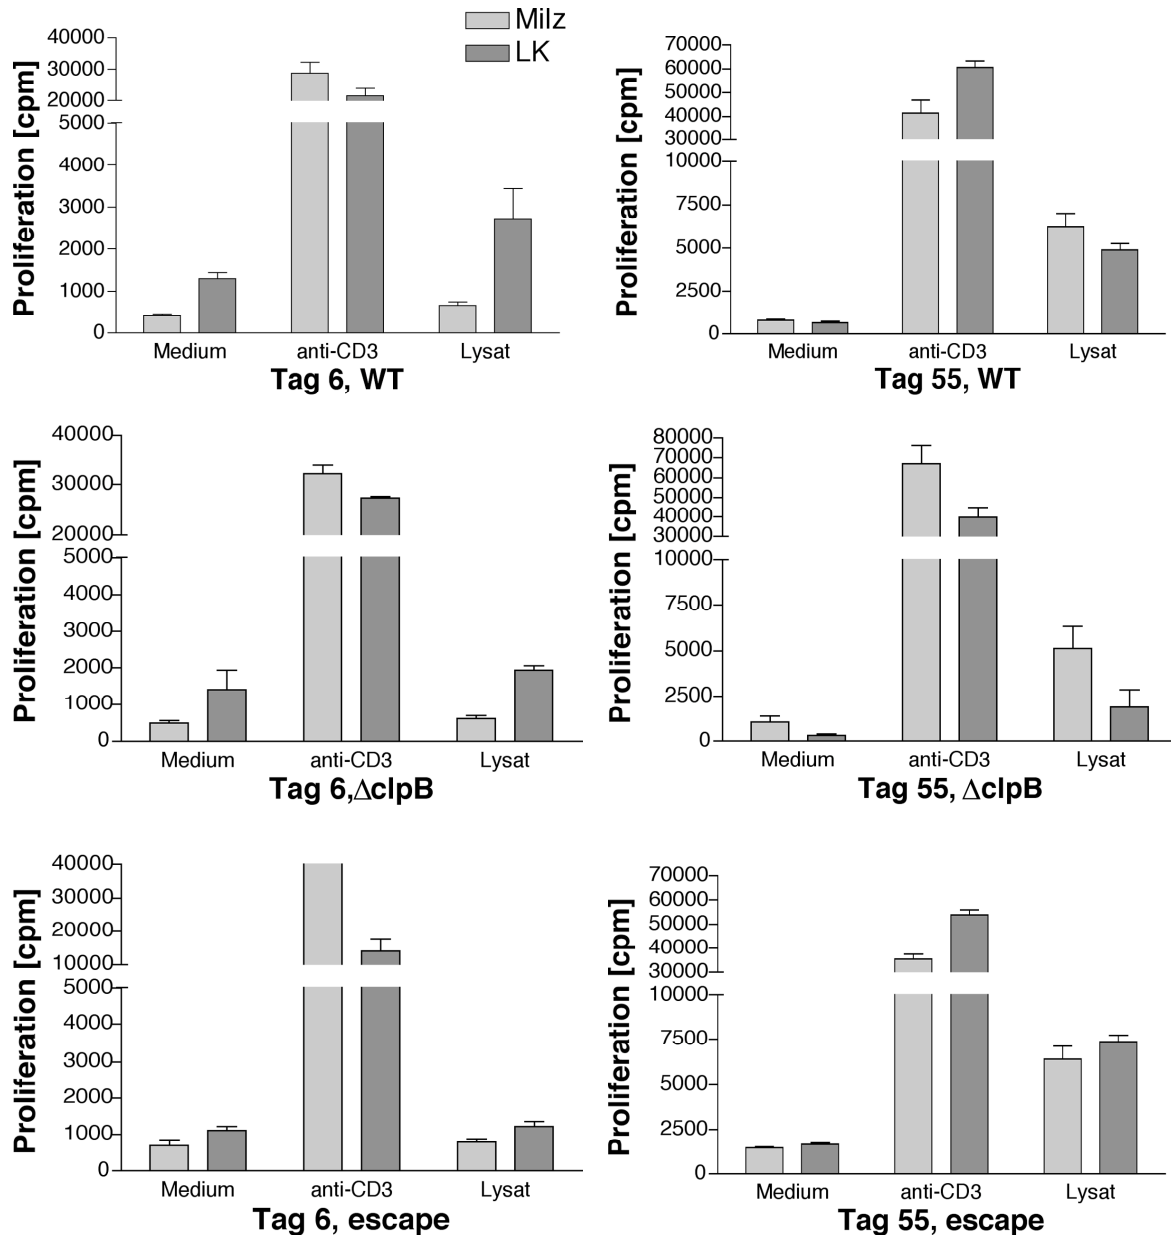 Milz
LK
Proliferation [cpm]
40000
30000
20000
5000
4000
3000
2000
1000
0
Medium
anti-CD3
Lysat
Tag 6, WT
Proliferation [cpm]
70000
60000
50000
40000
30000
10000
7500
5000
2500
0
Medium
anti-CD3
Lysat
Tag 55, WT
Proliferation [cpm]
40000
30000
20000
5000
4000
3000
2000
1000
0
Medium
anti-CD3
Lysat
Tag 6,ΔclpB
Proliferation [cpm]
80000
70000
60000
50000
40000
30000
10000
7500
5000
2500
0
Medium
anti-CD3
Lysat
Tag 55, ΔclpB
Proliferation [cpm]
40000
30000
20000
10000
5000
4000
3000
2000
1000
0
Medium
anti-CD3
Lysat
Tag 6, escape
Proliferation [cpm]
70000
60000
50000
40000
30000
10000
7500
5000
2500
0
Medium
anti-CD3
Lysat
Tag 55, escape